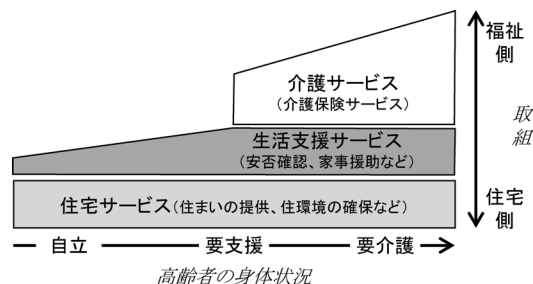 福祉側
介護サービス
（介護保険サービス）
取組
生活支援サービス
（安否確認、家事援助など）
住宅サービス（住まいの提供、住環境の確保など）
住宅側
自立　要支援　要介護
高齢者の身体状況